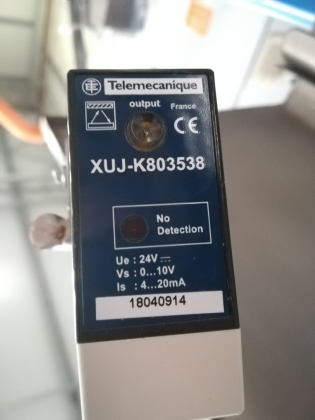 Telemecanique
output
France
CE
XUJ-K803538
No
Detection
Ue : 24V⎓
Vs : 0...10V
Is : 4...20mA
18040914